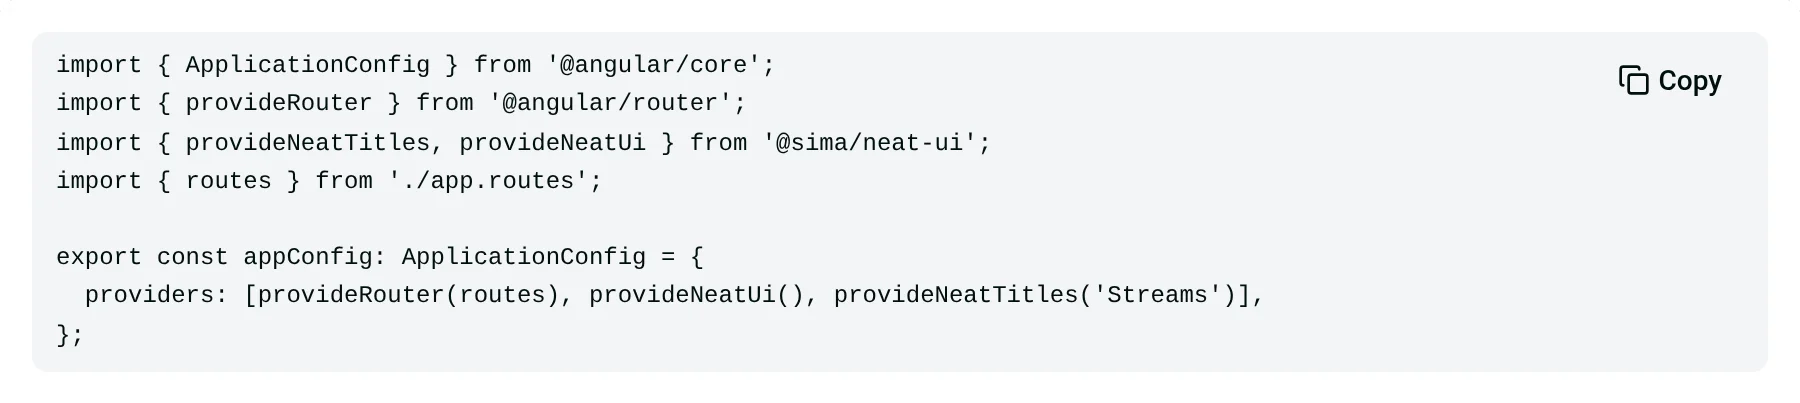 import { ApplicationConfig } from '@angular/core';
Copy
import { provideRouter } from '@angular/router';
import { provideNeatTitles, provideNeatUi } from '@sima/neat-ui';
import { routes } from './app.routes';

export const appConfig: ApplicationConfig = {
  providers: [provideRouter(routes), provideNeatUi(), provideNeatTitles('Streams')],
};